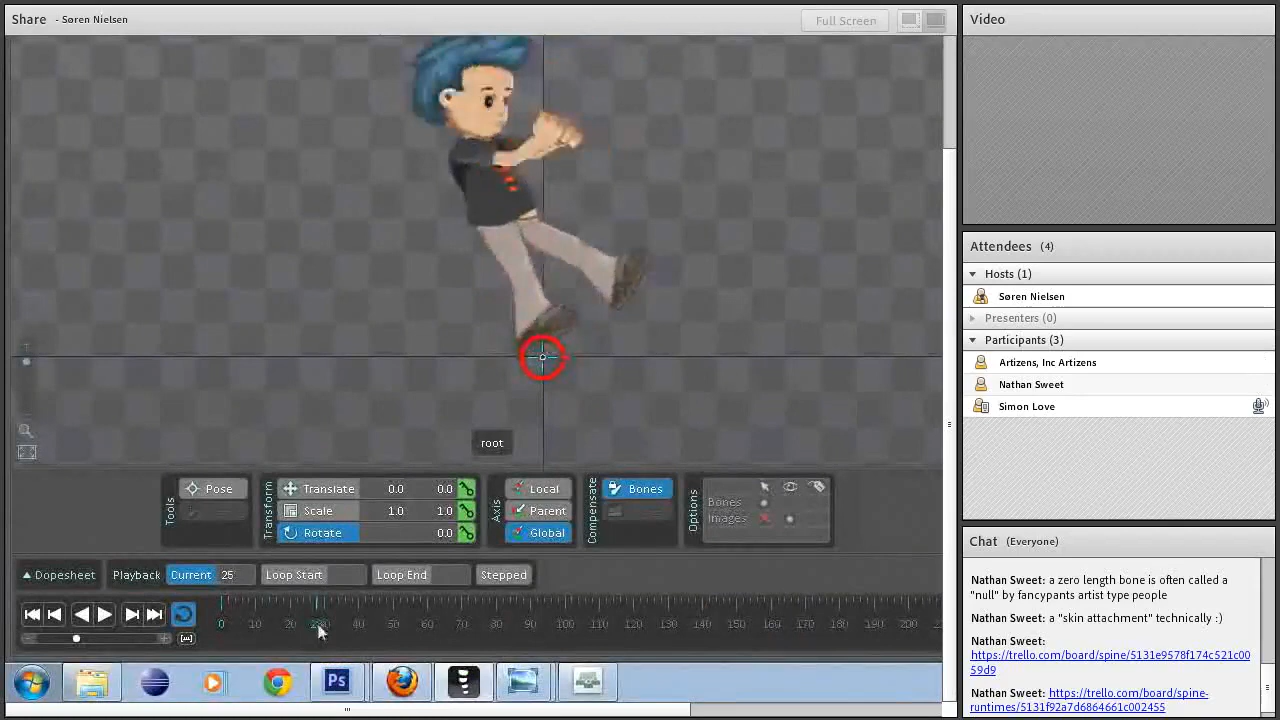 Share - Søren Nielsen
Full Screen
Video
root
Tools
Pose
Transform
Translate 0.0 0.0
Scale 1.0 1.0
Rotate 0.0
Axis
Local
Parent
Global
Compensate
Bones
Options
Bones
Images
Dopesheet
Playback
Current 25
Loop Start
Loop End
Stepped
0 10 20 40 50 60 70 80 90 100 110 120 130 140 150 160 170 180 190 200
Ps
Attendees (4)
Hosts (1)
Søren Nielsen
Presenters (0)
Participants (3)
Artizens, Inc Artizens
Nathan Sweet
Simon Love
Chat (Everyone)
Nathan Sweet: a zero length bone is often called a
"null" by fancypants artist type people
Nathan Sweet: a "skin attachment" technically :)
Nathan Sweet:
https://trello.com/board/spine/5131e9578f174c521c00
59d9
Nathan Sweet: https://trello.com/board/spine-
runtimes/5131f92a7d6864661c002455